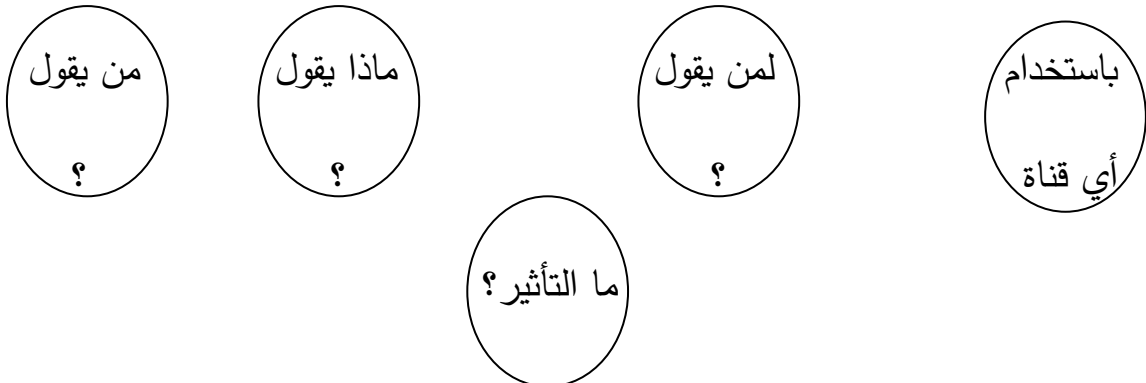 باستخدام
أي قناة
لمن يقول
؟
ماذا يقول
؟
من يقول
؟
ما التأثير؟